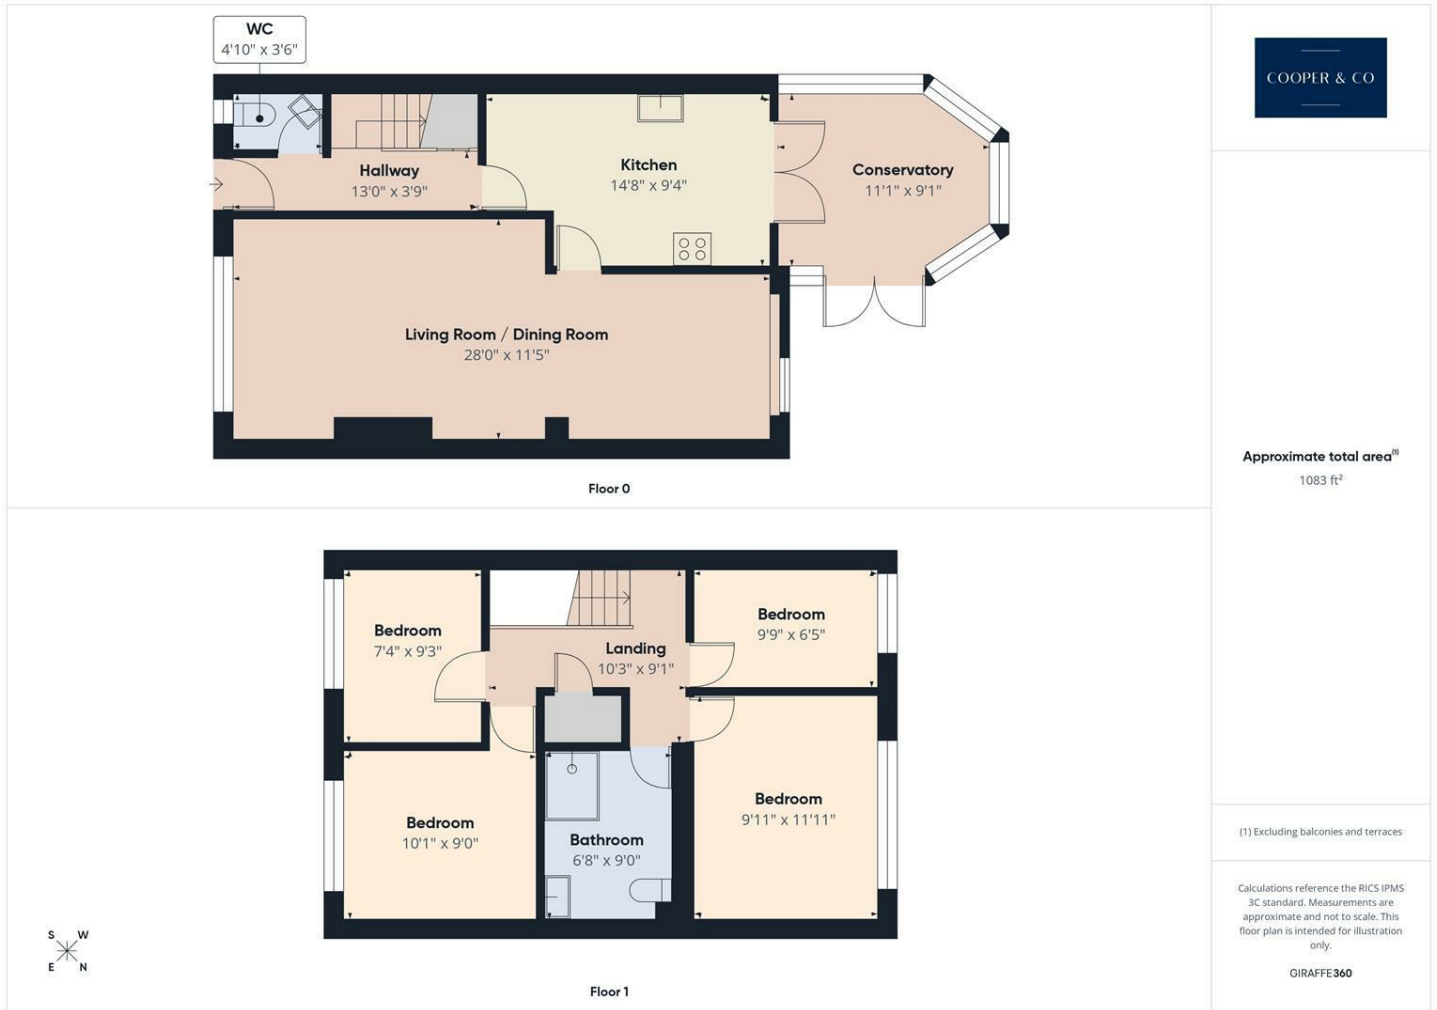 WC
4'10" x 3'6"
Hallway
13'0" x 3'9"
Kitchen
14'8" x 9'4"
Conservatory
11'1" x 9'1"
Living Room / Dining Room
28'0" x 11'5"
Floor 0
Bedroom
7'4" x 9'3"
Landing
10'3" x 9'1"
Bedroom
9'9" x 6'5"
Bedroom
10'1" x 9'0"
Bathroom
6'8" x 9'0"
Bedroom
9'11" x 11'11"
S W
E N
Floor 1
COOPER & CO
Approximate total area(1)
1083 ft²
(1) Excluding balconies and terraces
Calculations reference the RICS IPMS
3C standard. Measurements are
approximate and not to scale. This
floor plan is intended for illustration
only.
GIRAFFE360